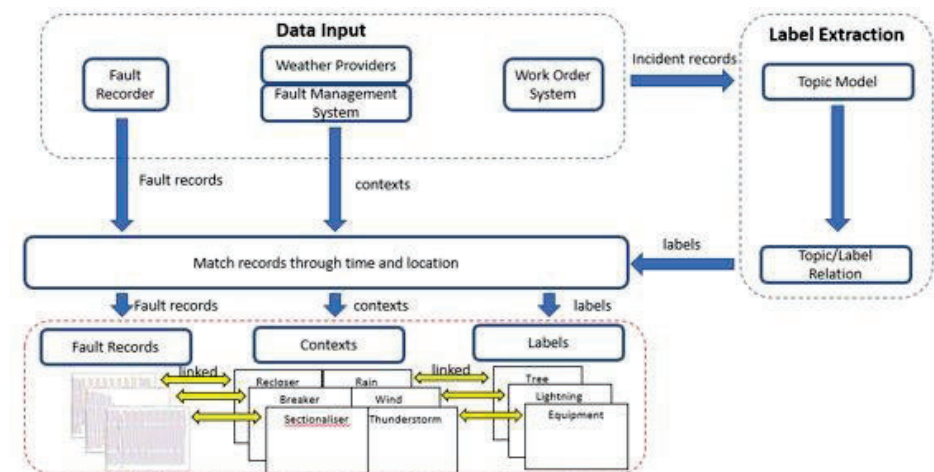 Data Input
Label Extraction
Fault
Recorder
Weather Providers
Fault Management
System
Work Order
System
Incident records
Topic Model
Fault records
contexts
labels
Topic/Label
Relation
Match records through time and location
Fault records
contexts
labels
Fault Records
Contexts
Labels
linked
linked
Recloser
Rain
Tree
Breaker
Wind
Lightning
Sectionaliser
Thunderstorm
Equipment